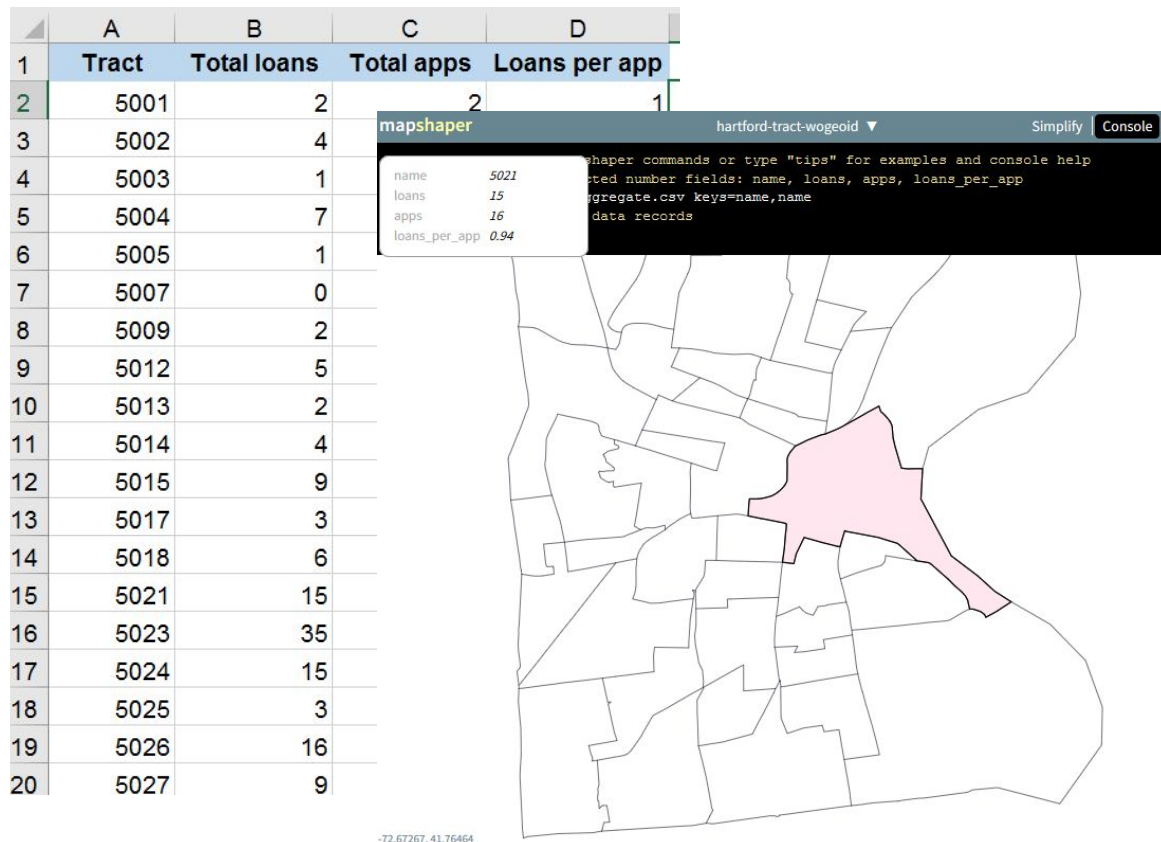 A B C D
1 Tract Total loans Total apps Loans per app
2 5001 2 2 1
3 5002 4
4 5003 1
5 5004 7
6 5005 1
7 5007 0
8 5009 2
9 5012 5
10 5013 2
11 5014 4
12 5015 9
13 5017 3
14 5018 6
15 5021 15
16 5023 35
17 5024 15
18 5025 3
19 5026 16
20 5027 9
mapshaper hartford-tract-wogeoid ▼ Simplify | Console
shaper commands or type "tips" for examples and console help
cted number fields: name, loans, apps, loans_per_app
ggregate.csv keys=name,name
data records
name 5021
loans 15
apps 16
loans_per_app 0.94
-72.67267, 41.76464